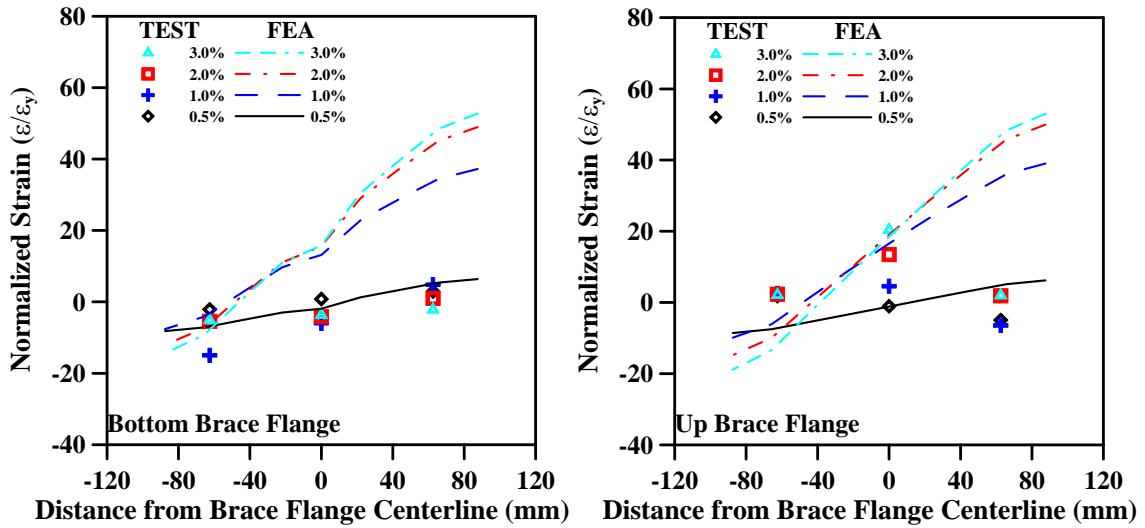 80
60
40
20
0
-20
-40
Normalized Strain (ε/εy)
TEST FEA
3.0% 3.0%
2.0% 2.0%
1.0% 1.0%
0.5% 0.5%
Bottom Brace Flange
-120 -80 -40 0 40 80 120
Distance from Brace Flange Centerline (mm)
80
60
40
20
0
-20
-40
Normalized Strain (ε/εy)
TEST FEA
3.0% 3.0%
2.0% 2.0%
1.0% 1.0%
0.5% 0.5%
Up Brace Flange
-120 -80 -40 0 40 80 120
Distance from Brace Flange Centerline (mm)